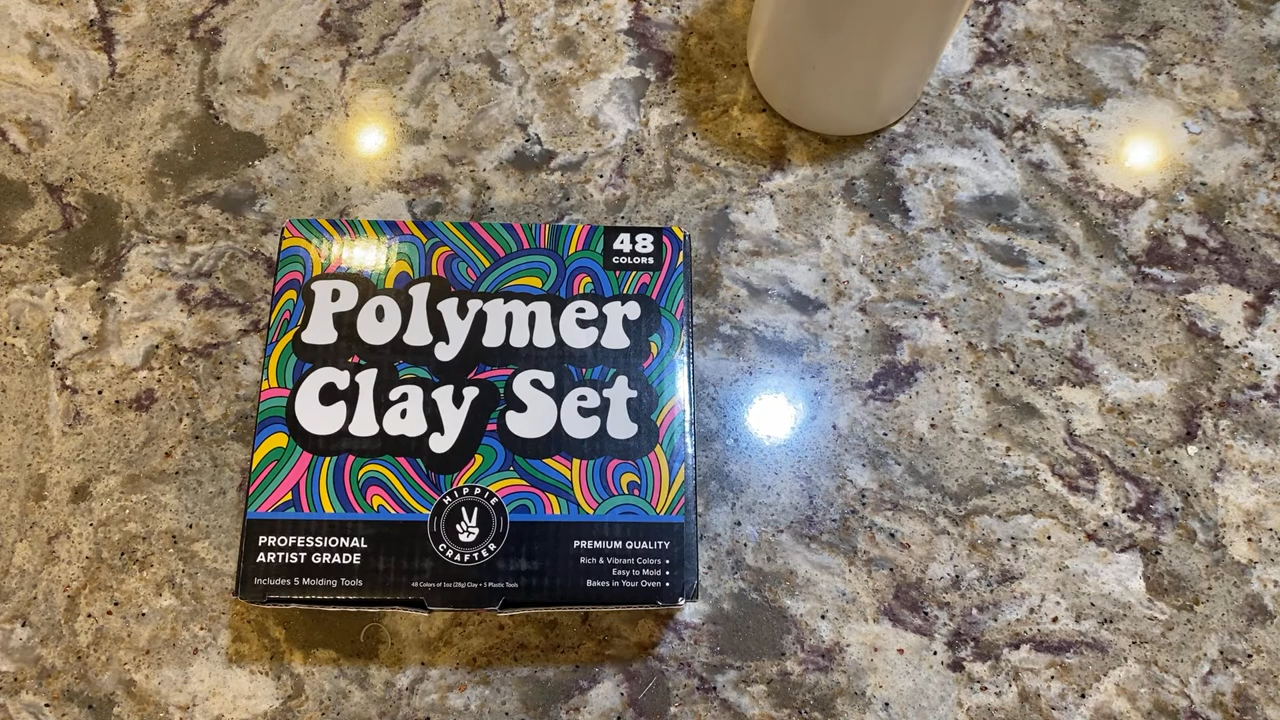 48
COLORS
Polymer
Clay Set
HIPPIE
CRAFTER
PROFESSIONAL
ARTIST GRADE
Includes 5 Molding Tools
48 Colors of 1oz (28g) Clay + 5 Plastic Tools
PREMIUM QUALITY
Rich & Vibrant Colors •
Easy to Mold •
Bakes in Your Oven •